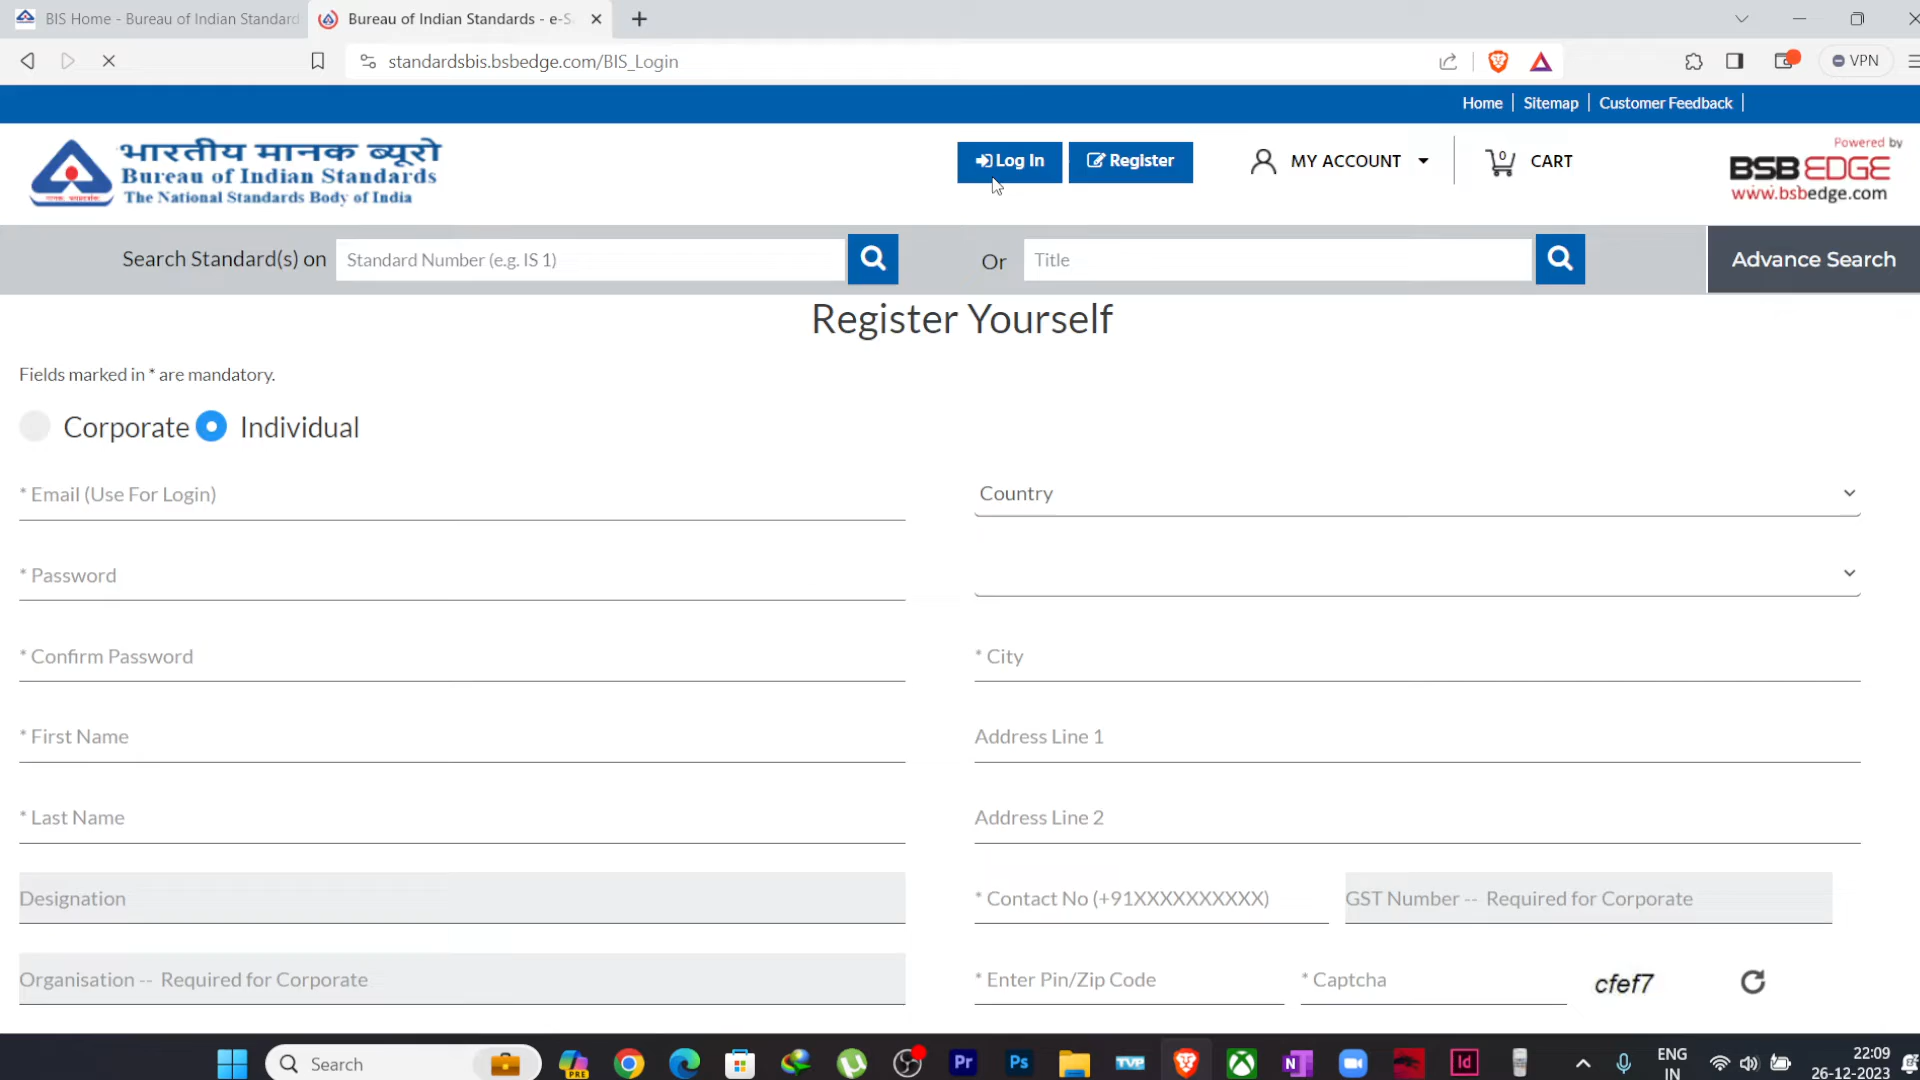 BIS Home - Bureau of Indian Standard
Bureau of Indian Standards - e-S
standardsbis.bsbedge.com/BIS_Login
VPN
Home
Sitemap
Customer Feedback
भारतीय मानक ब्यूरो
Bureau of Indian Standards
The National Standards Body of India
Log In
Register
MY ACCOUNT
0
CART
Powered by
BSB EDGE
www.bsbedge.com
Search Standard(s) on
Standard Number (e.g. IS 1)
Or
Title
Advance Search
Register Yourself
Fields marked in * are mandatory.
Corporate
Individual
* Email (Use For Login)
Country
* Password
* Confirm Password
* City
* First Name
Address Line 1
* Last Name
Address Line 2
Designation
* Contact No (+91XXXXXXXXXX)
GST Number -- Required for Corporate
Organisation -- Required for Corporate
* Enter Pin/Zip Code
* Captcha
cfef7
Search
PRE
Pr
Ps
TVP
N
Id
ENG
IN
22:09
26-12-2023